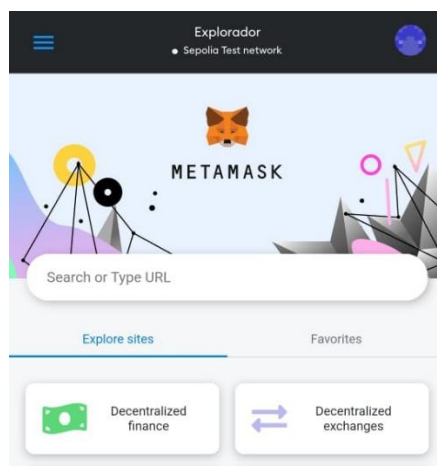 Explorador
Sepolia Test network
METAMASK
Search or Type URL
Explore sites
Favorites
Decentralized
finance
Decentralized
exchanges